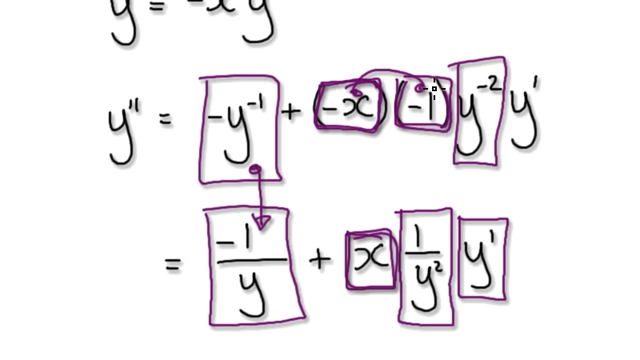 y = -x y
y'' = -y⁻¹ + (-x)(-1) y⁻² y'
= -1/y + x 1/y² y'